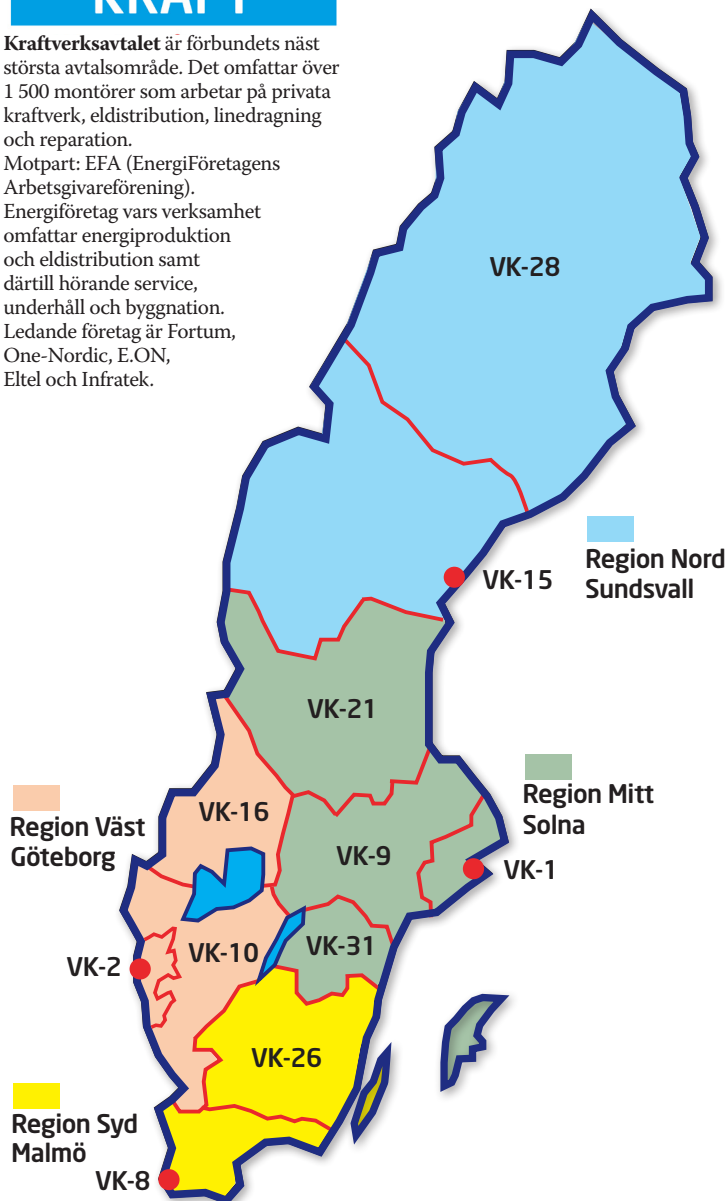 KRAFT
Kraftverksavtalet är förbundets näst
största avtalsområde. Det omfattar över
1 500 montörer som arbetar på privata
kraftverk, eldistribution, linedragning
och reparation.
Motpart: EFA (EnergiFöretagens
Arbetsgivareförening).
Energiföretag vars verksamhet
omfattar energiproduktion
och eldistribution samt
därtill hörande service,
underhåll och byggnation.
Ledande företag är Fortum,
One-Nordic, E.ON,
Eltel och Infratek.
VK-28
Region Nord
Sundsvall
VK-15
VK-21
Region Mitt
Solna
Region Väst
Göteborg
VK-16
VK-9
VK-1
VK-31
VK-10
VK-2
VK-26
Region Syd
Malmö
VK-8